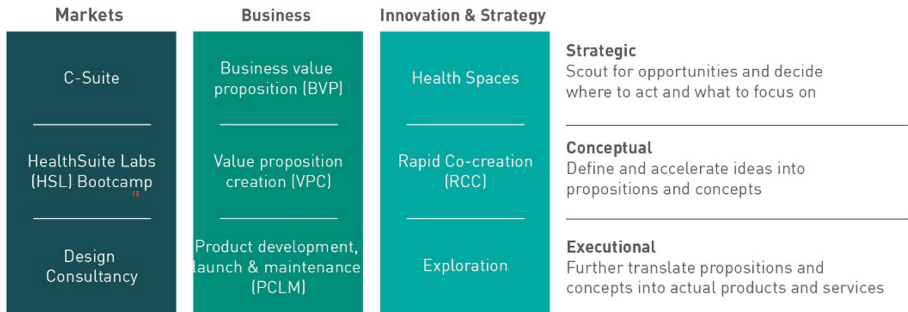 Markets
Business
Innovation & Strategy
C-Suite
Business value
proposition (BVP)
Health Spaces
Strategic
Scout for opportunities and decide
where to act and what to focus on
HealthSuite Labs
(HSL) Bootcamp
Value proposition
creation (VPC)
Rapid Co-creation
(RCC)
Conceptual
Define and accelerate ideas into
propositions and concepts
Design
Consultancy
Product development,
launch & maintenance
(PCLM)
Exploration
Executional
Further translate propositions and
concepts into actual products and services